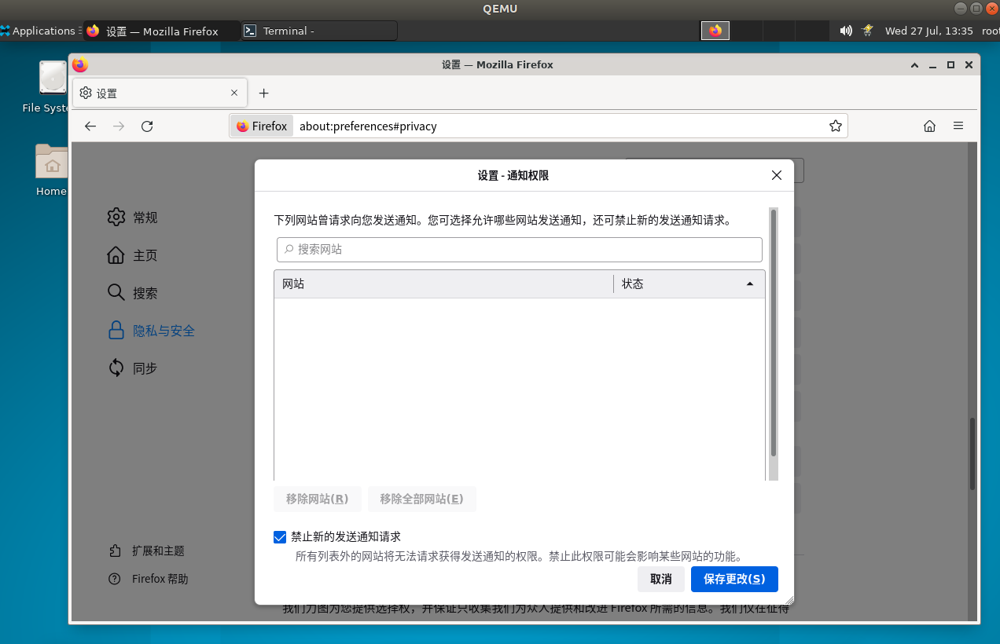 QEMU
Applications
设置 — Mozilla Firefox
Terminal -
Wed 27 Jul, 13:35
root
设置 — Mozilla Firefox
File Syste
Home
设置
Firefox
about:preferences#privacy
常规
主页
搜索
隐私与安全
同步
扩展和主题
Firefox 帮助
设置 - 通知权限
下列网站曾请求向您发送通知。您可选择允许哪些网站发送通知，还可禁止新的发送通知请求。
搜索网站
网站
状态
移除网站(R)
移除全部网站(E)
禁止新的发送通知请求
所有列表外的网站将无法请求获得发送通知的权限。禁止此权限可能会影响某些网站的功能。
取消
保存更改(S)
我们力图为您提供选择权，并保证只收集我们为众人提供和改进 Firefox 所需的信息。我们仅在征得